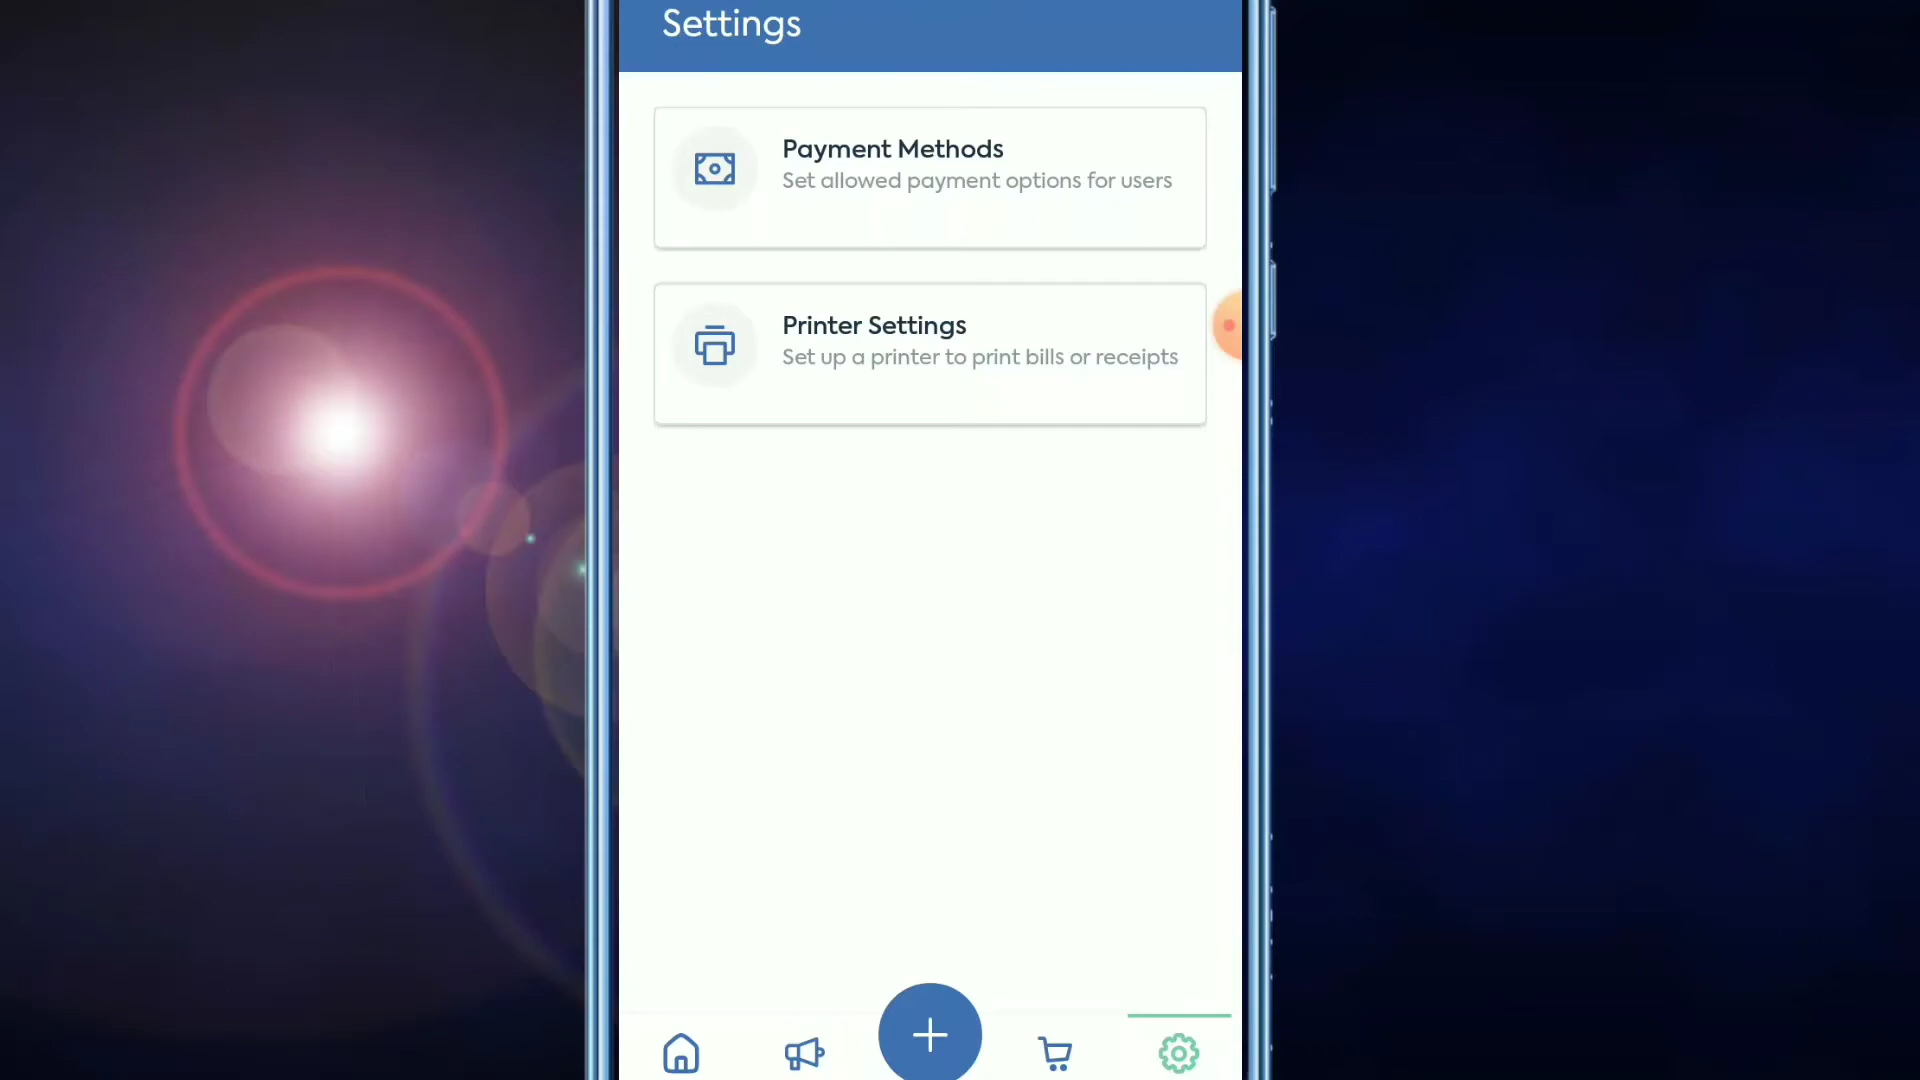 Settings
Payment Methods
Set allowed payment options for users
Printer Settings
Set up a printer to print bills or receipts